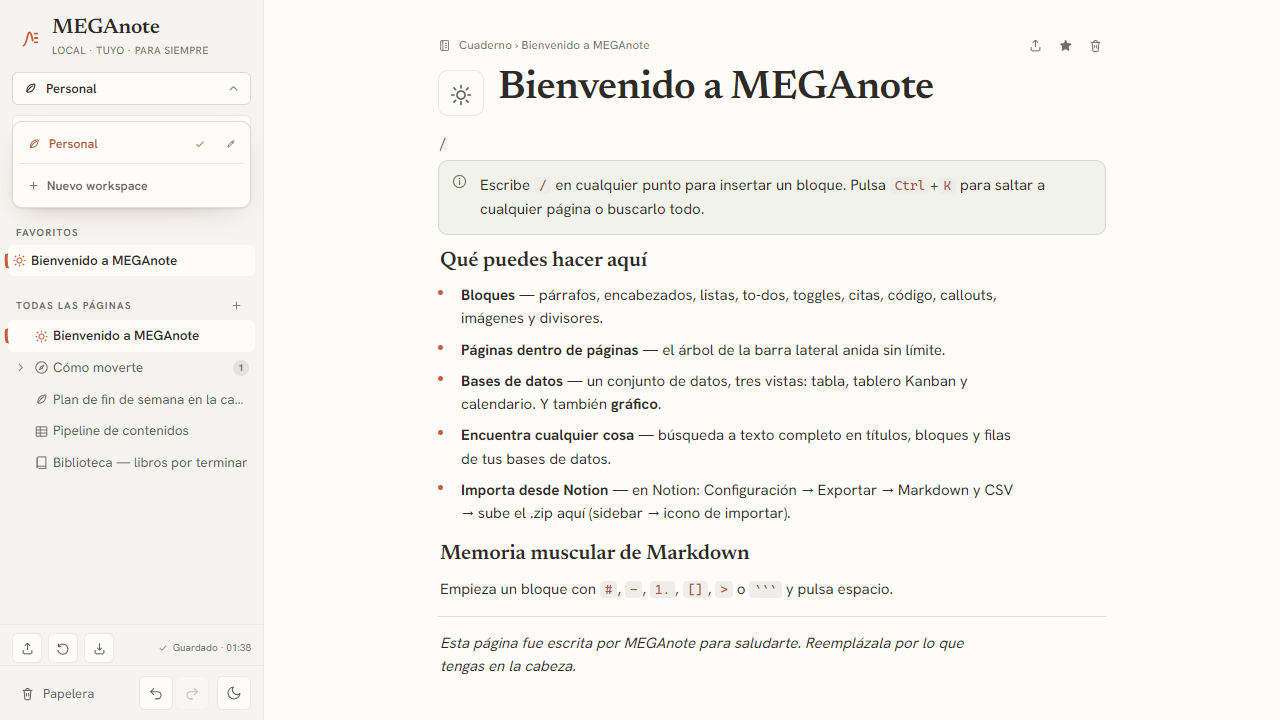 MEGAnote
LOCAL · TUYO · PARA SIEMPRE
Personal
Personal
Nuevo workspace
FAVORITOS
Bienvenido a MEGAnote
TODAS LAS PÁGINAS
Bienvenido a MEGAnote
Cómo moverte 1
Plan de fin de semana en la ca...
Pipeline de contenidos
Biblioteca — libros por terminar
Guardado · 01:38
Papelera
Cuaderno › Bienvenido a MEGAnote
Bienvenido a MEGAnote
/
Escribe / en cualquier punto para insertar un bloque. Pulsa Ctrl + K para saltar a
cualquier página o buscarlo todo.
Qué puedes hacer aquí
Bloques — párrafos, encabezados, listas, to-dos, toggles, citas, código, callouts,
imágenes y divisores.
Páginas dentro de páginas — el árbol de la barra lateral anida sin límite.
Bases de datos — un conjunto de datos, tres vistas: tabla, tablero Kanban y
calendario. Y también gráfico.
Encuentra cualquier cosa — búsqueda a texto completo en títulos, bloques y filas
de tus bases de datos.
Importa desde Notion — en Notion: Configuración → Exportar → Markdown y CSV
→ sube el .zip aquí (sidebar → icono de importar).
Memoria muscular de Markdown
Empieza un bloque con #, -, 1., [], > o ``` y pulsa espacio.
Esta página fue escrita por MEGAnote para saludarte. Reemplázala por lo que
tengas en la cabeza.